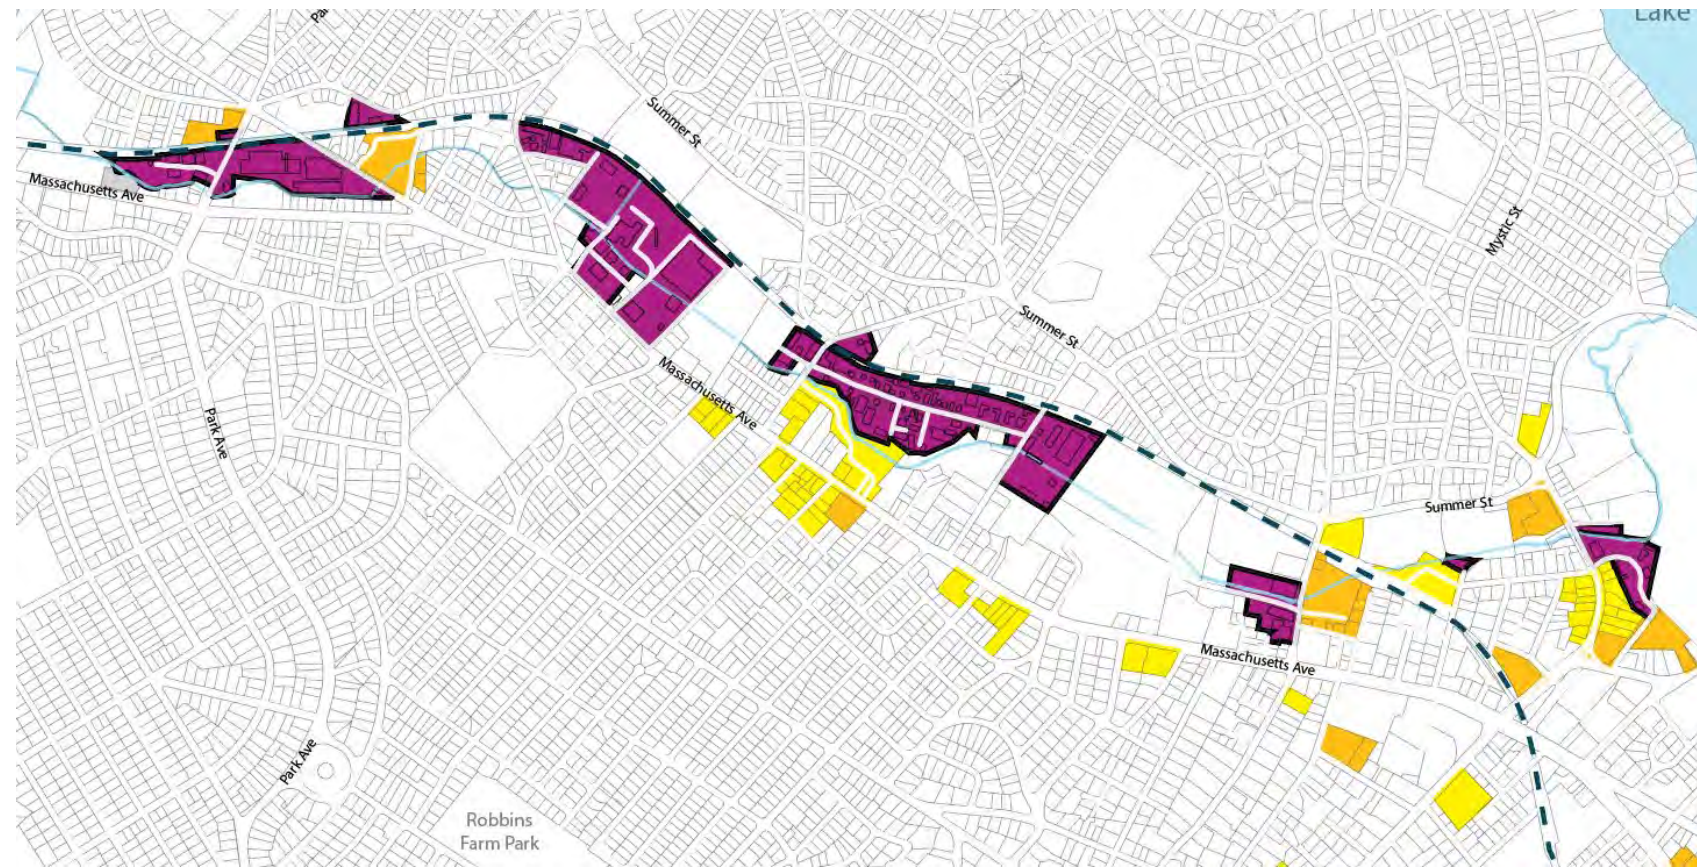 Lake
Pa
Summer St
Massachusetts Ave
Mystic St
Summer St
Massachusetts Ave
Park Ave
Summer St
Massachusetts Ave
Park Ave
Robbins
Farm Park